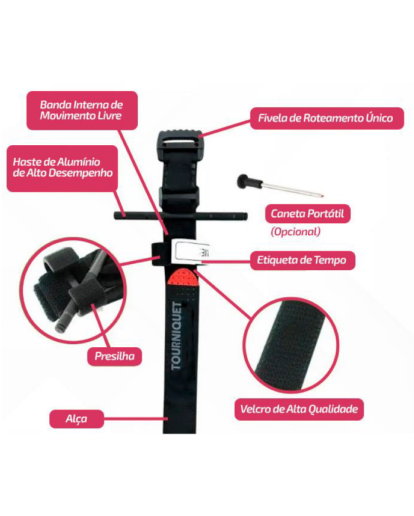 Banda Interna de
Movimento Livre
Fivela de Roteamento Único
Haste de Alumínio
de Alto Desempenho
Caneta Portátil
(Opcional)
Etiqueta de Tempo
TOURNIQUET
Presilha
Velcro de Alta Qualidade
Alça